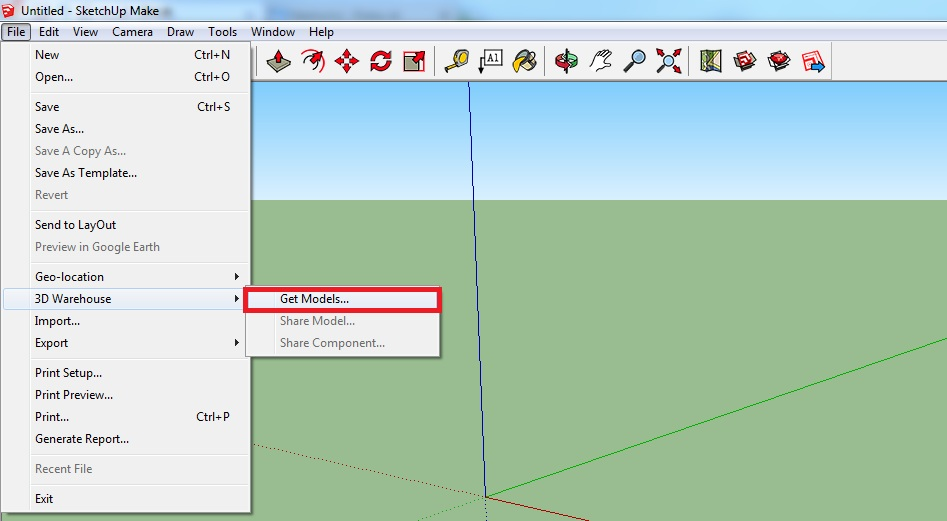 Untitled - SketchUp Make
File Edit View Camera Draw Tools Window Help
New Ctrl+N
Open... Ctrl+O
Save Ctrl+S
Save As...
Save A Copy As...
Save As Template...
Revert
Send to LayOut
Preview in Google Earth
Geo-location
3D Warehouse
Get Models...
Import...
Share Model...
Export
Share Component...
Print Setup...
Print Preview...
Print... Ctrl+P
Generate Report...
Recent File
Exit
A1